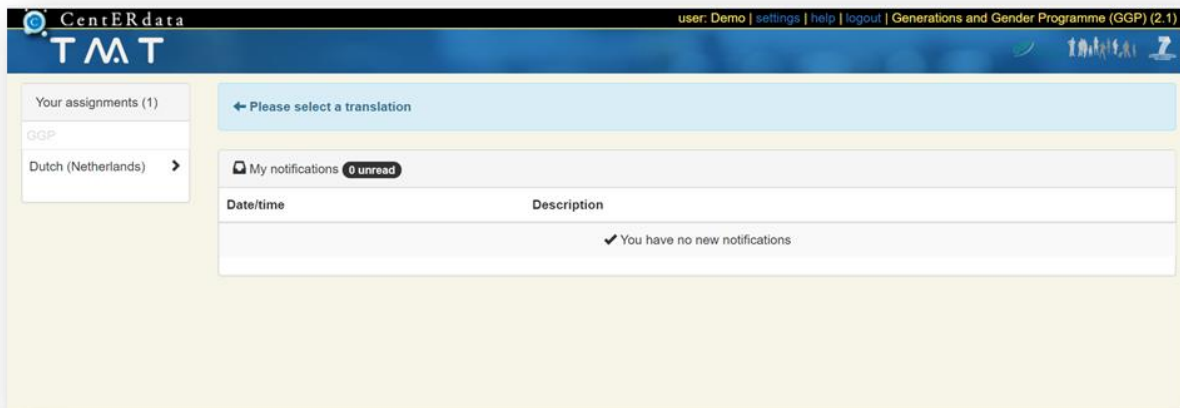 CentERdata
user: Demo | settings | help | logout | Generations and Gender Programme (GGP) (2.1)
TMT
Your assignments (1)
Please select a translation
GGP
Dutch (Netherlands)
My notifications 0 unread
Date/time Description
You have no new notifications